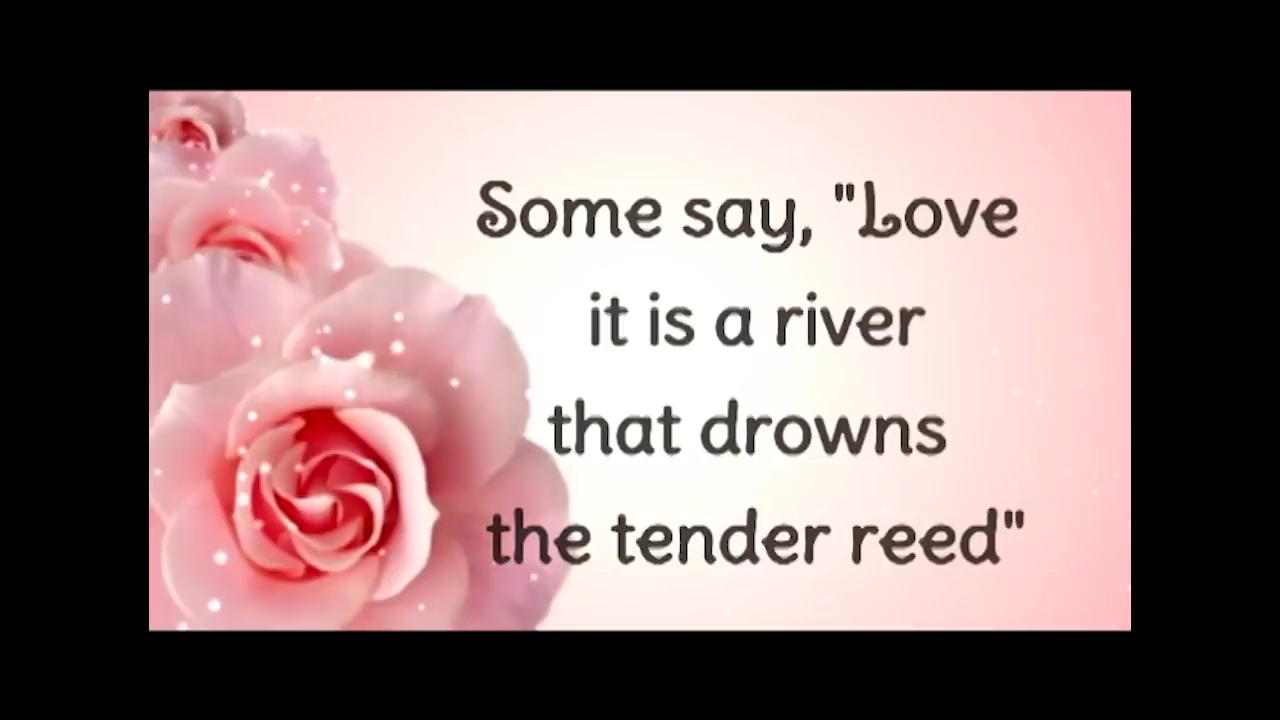 Some say, "Love
it is a river
that drowns
the tender reed"